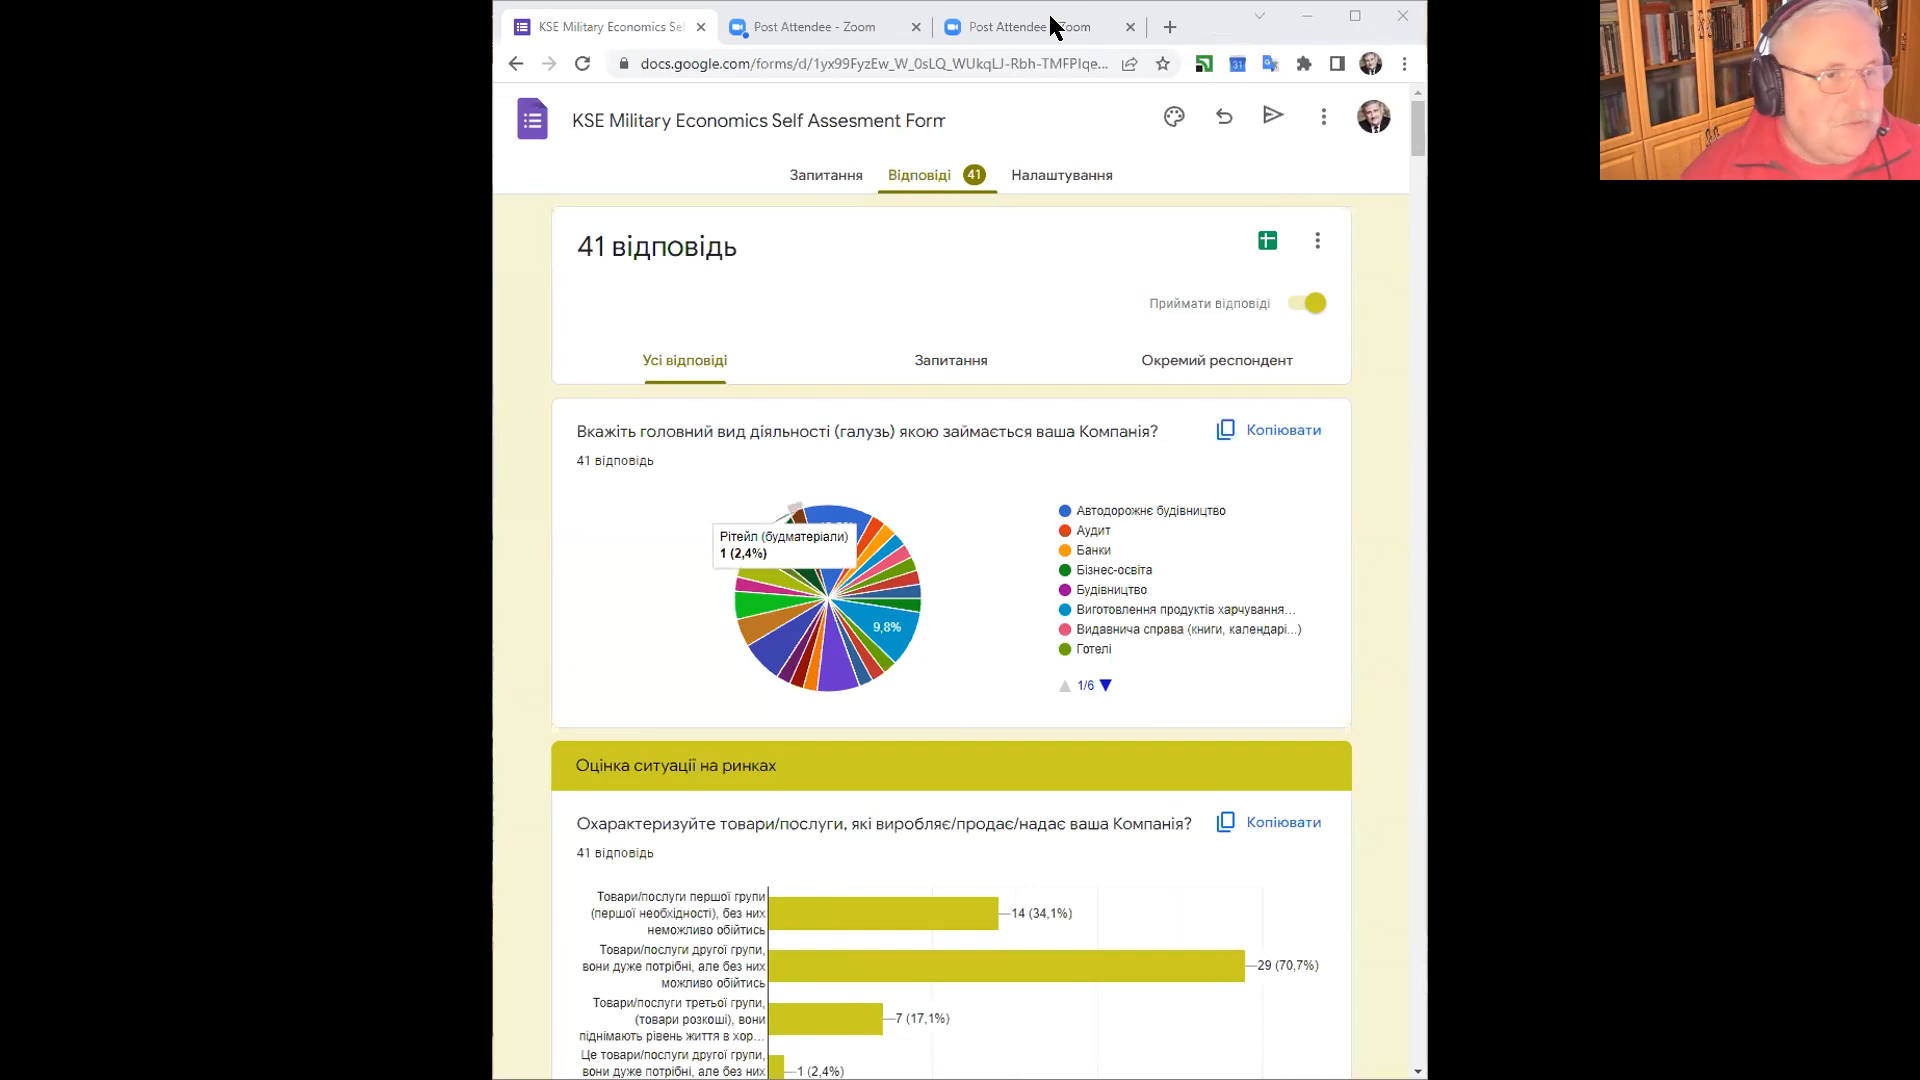 KSE Military Economics Sel
Post Attendee - Zoom
Post Attendee Zoom
docs.google.com/forms/d/1yx99FyzEw_W_0sLQ_WUkqLJ-Rbh-TMFPIqe...
KSE Military Economics Self Assesment Form
Запитання
Відповіді 41
Налаштування
41 відповідь
Приймати відповіді
Усі відповіді
Запитання
Окремий респондент
Вкажіть головний вид діяльності (галузь) якою займається ваша Компанія?
Копіювати
41 відповідь
Рітейл (будматеріали)
1 (2,4%)
9,8%
Автодорожнє будівництво
Аудит
Банки
Бізнес-освіта
Будівництво
Виготовлення продуктів харчування...
Видавнича справа (книги, календарі...)
Готелі
1/6
Оцінка ситуації на ринках
Охарактеризуйте товари/послуги, які виробляє/продає/надає ваша Компанія?
Копіювати
41 відповідь
Товари/послуги першої групи
(першої необхідності), без них
неможливо обійтись
14 (34,1%)
Товари/послуги другої групи,
вони дуже потрібні, але без них
можливо обійтись
29 (70,7%)
Товари/послуги третьої групи,
(товари розкоші), вони
піднімають рівень життя в хор...
7 (17,1%)
Це товари/послуги другої групи,
вони дуже потрібні, але без них
1 (2,4%)